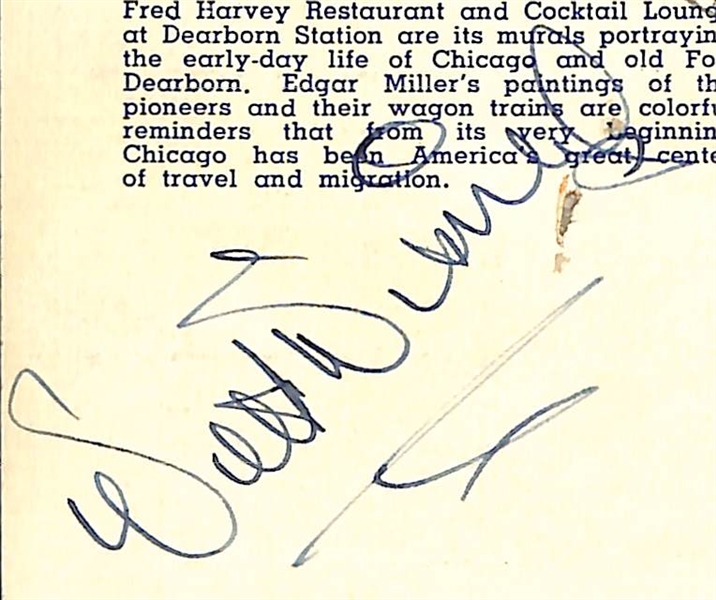 Fred Harvey Restaurant and Cocktail Loung
at Dearborn Station are its murals portrayin
the early-day life of Chicago and old Fo
Dearborn. Edgar Miller's paintings of th
pioneers and their wagon trains are colorfu
reminders that from its very beginnin
Chicago has been America's great cente
of travel and migration.
Walt Disney